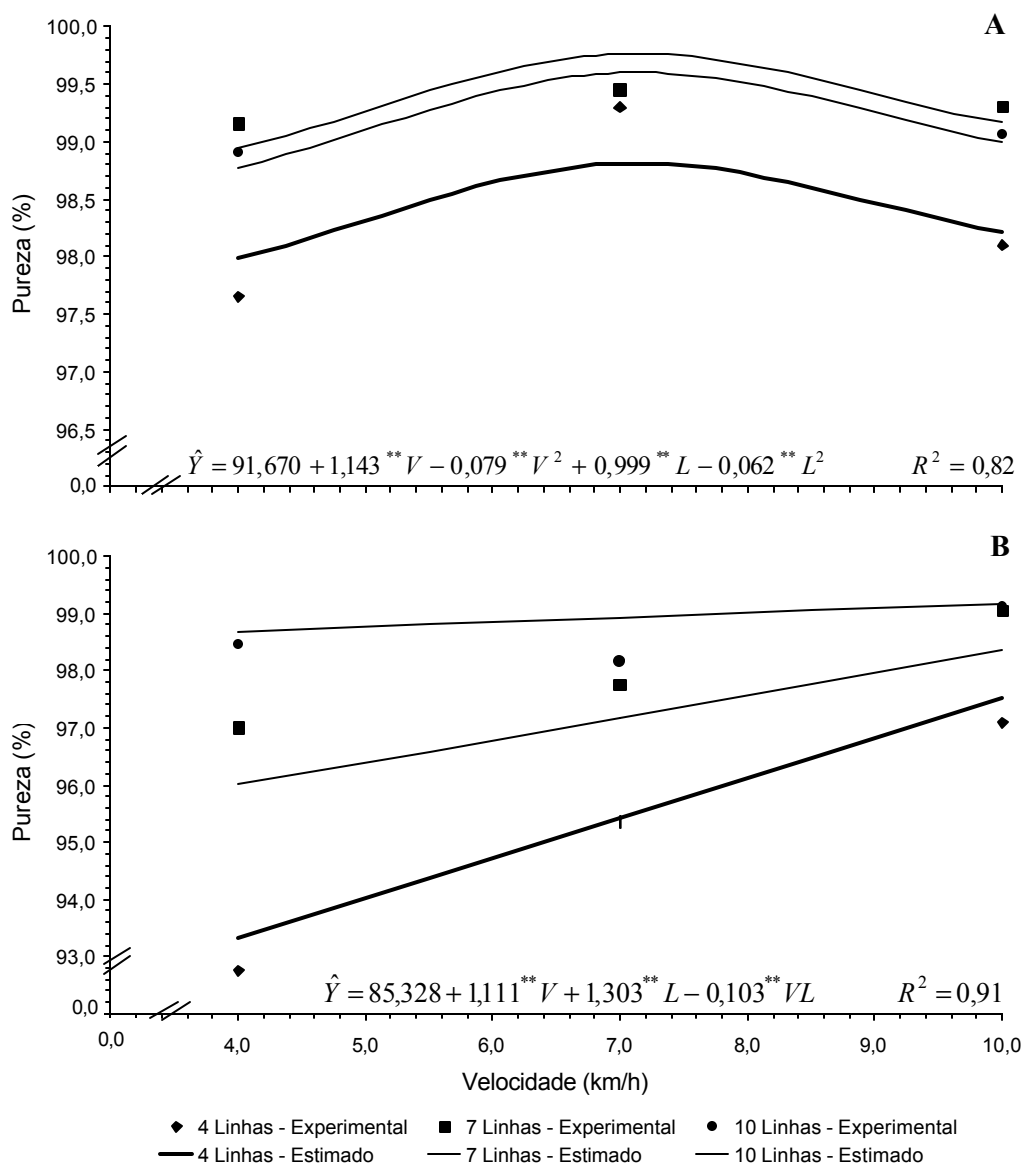 A
100,0
99,5
99,0
98,5
98,0
97,5
97,0
96,5
0,0
Pureza (%)
Ŷ = 91,670 + 1,143 ** V − 0,079 ** V ² + 0,999 ** L − 0,062 ** L² R² = 0,82
B
100,0
99,0
98,0
97,0
96,0
95,0
94,0
93,0
0,0
Pureza (%)
Ŷ = 85,328 + 1,111** V + 1,303** L − 0,103** VL R² = 0,91
0,0 4,0 5,0 6,0 7,0 8,0 9,0 10,0
Velocidade (km/h)
4 Linhas - Experimental 7 Linhas - Experimental 10 Linhas - Experimental
4 Linhas - Estimado 7 Linhas - Estimado 10 Linhas - Estimado